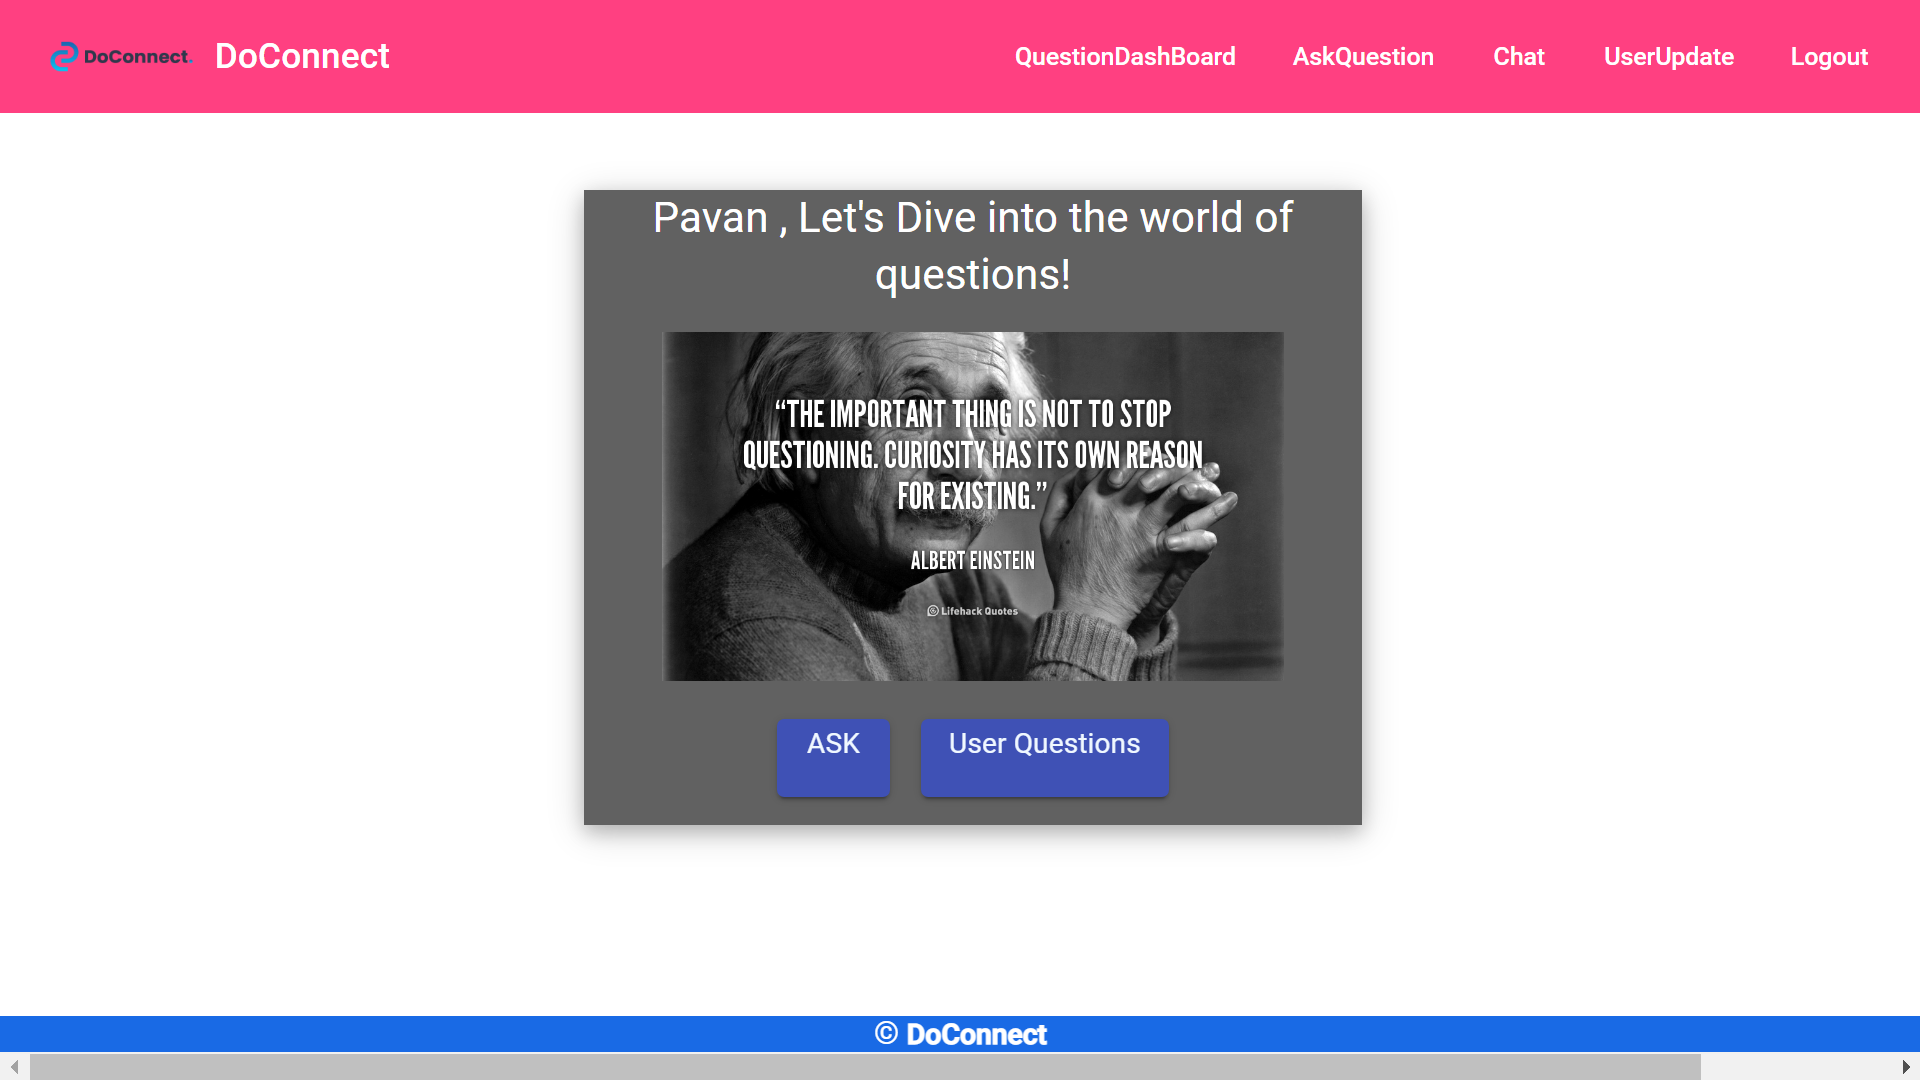 DoConnect. DoConnect QuestionDashBoard AskQuestion Chat UserUpdate Logout
Pavan , Let's Dive into the world of
questions!
“THE IMPORTANT THING IS NOT TO STOP
QUESTIONING. CURIOSITY HAS ITS OWN REASON
FOR EXISTING.”
ALBERT EINSTEIN
Lifehack Quotes
ASK User Questions
© DoConnect